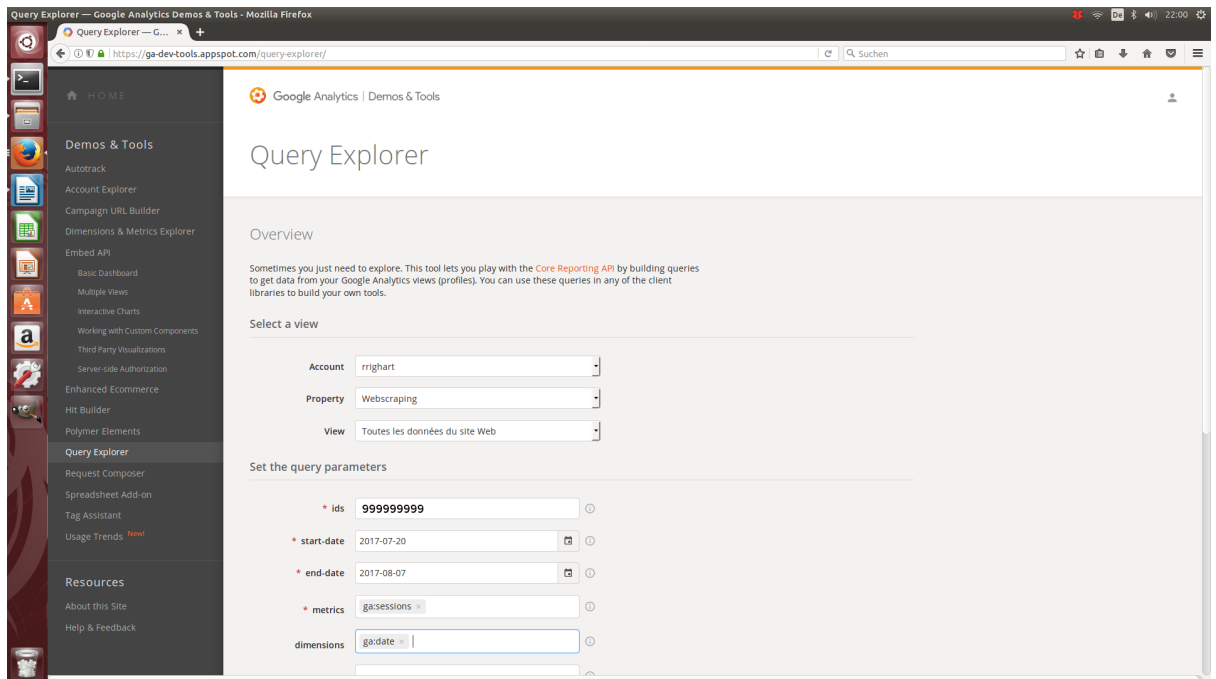 Query Explorer — Google Analytics Demos & Tools - Mozilla Firefox
De
22:00
Query Explorer — G... × +
https://ga-dev-tools.appspot.com/query-explorer/
Suchen
HOME
Demos & Tools
Autotrack
Account Explorer
Campaign URL Builder
Dimensions & Metrics Explorer
Embed API
Basic Dashboard
Multiple Views
Interactive Charts
Working with Custom Components
Third Party Visualizations
Server-side Authorization
Enhanced Ecommerce
Hit Builder
Polymer Elements
Query Explorer
Request Composer
Spreadsheet Add-on
Tag Assistant
Usage Trends New!
Resources
About this Site
Help & Feedback
Google Analytics | Demos & Tools
Query Explorer
Overview
Sometimes you just need to explore. This tool lets you play with the Core Reporting API by building queries
to get data from your Google Analytics views (profiles). You can use these queries in any of the client
libraries to build your own tools.
Select a view
Account rrighart
Property Webscraping
View Toutes les données du site Web
Set the query parameters
* ids 999999999
* start-date 2017-07-20
* end-date 2017-08-07
* metrics ga:sessions ×
dimensions ga:date ×